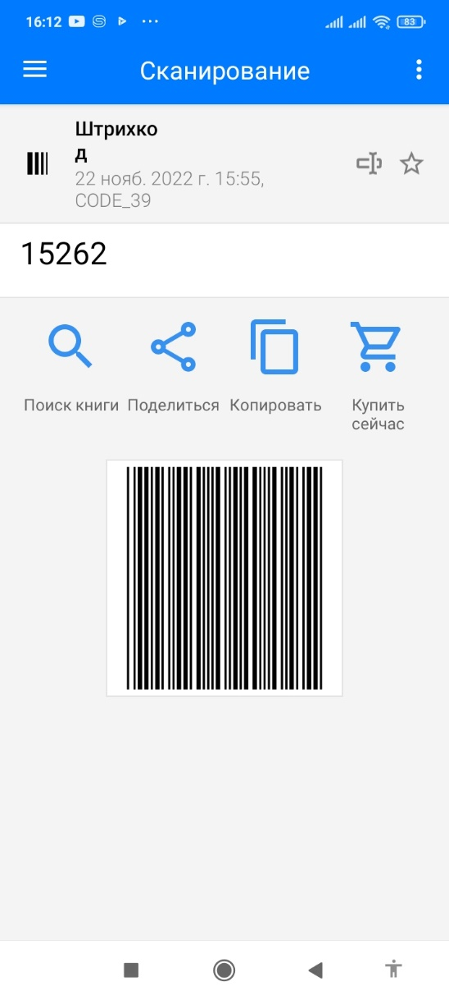 16:12
83
Сканирование
Штрихко
д
22 нояб. 2022 г. 15:55,
CODE_39
15262
Поиск книги Поделиться Копировать Купить
сейчас